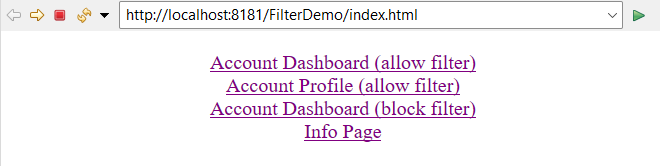 http://localhost:8181/FilterDemo/index.html
Account Dashboard (allow filter)
Account Profile (allow filter)
Account Dashboard (block filter)
Info Page